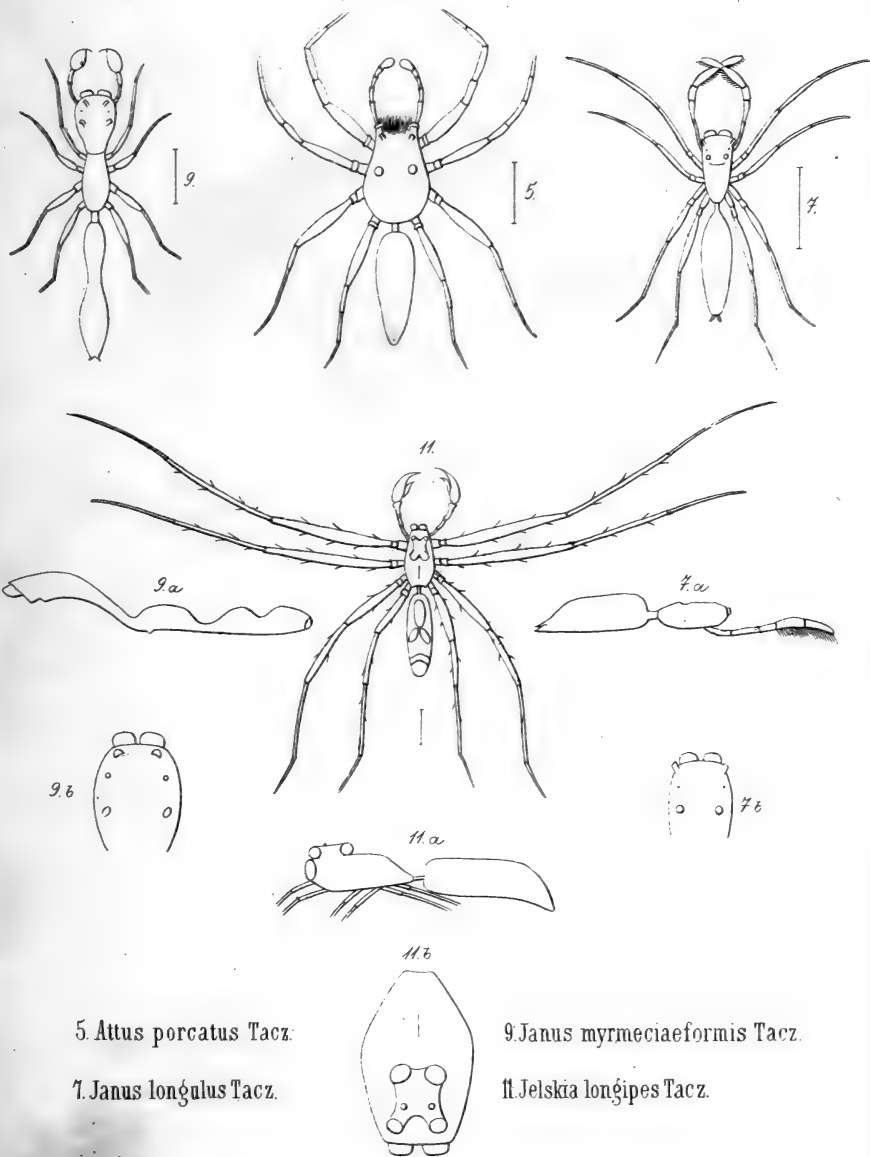 9.
5.
7.
11.
9.a
7.a
9.b
7b
11.a
11.b
5. Attus porcatus Tacz.
9. Janus myrmeciaeformis Tacz.
7. Janus longulus Tacz.
11. Jelskia longipes Tacz.